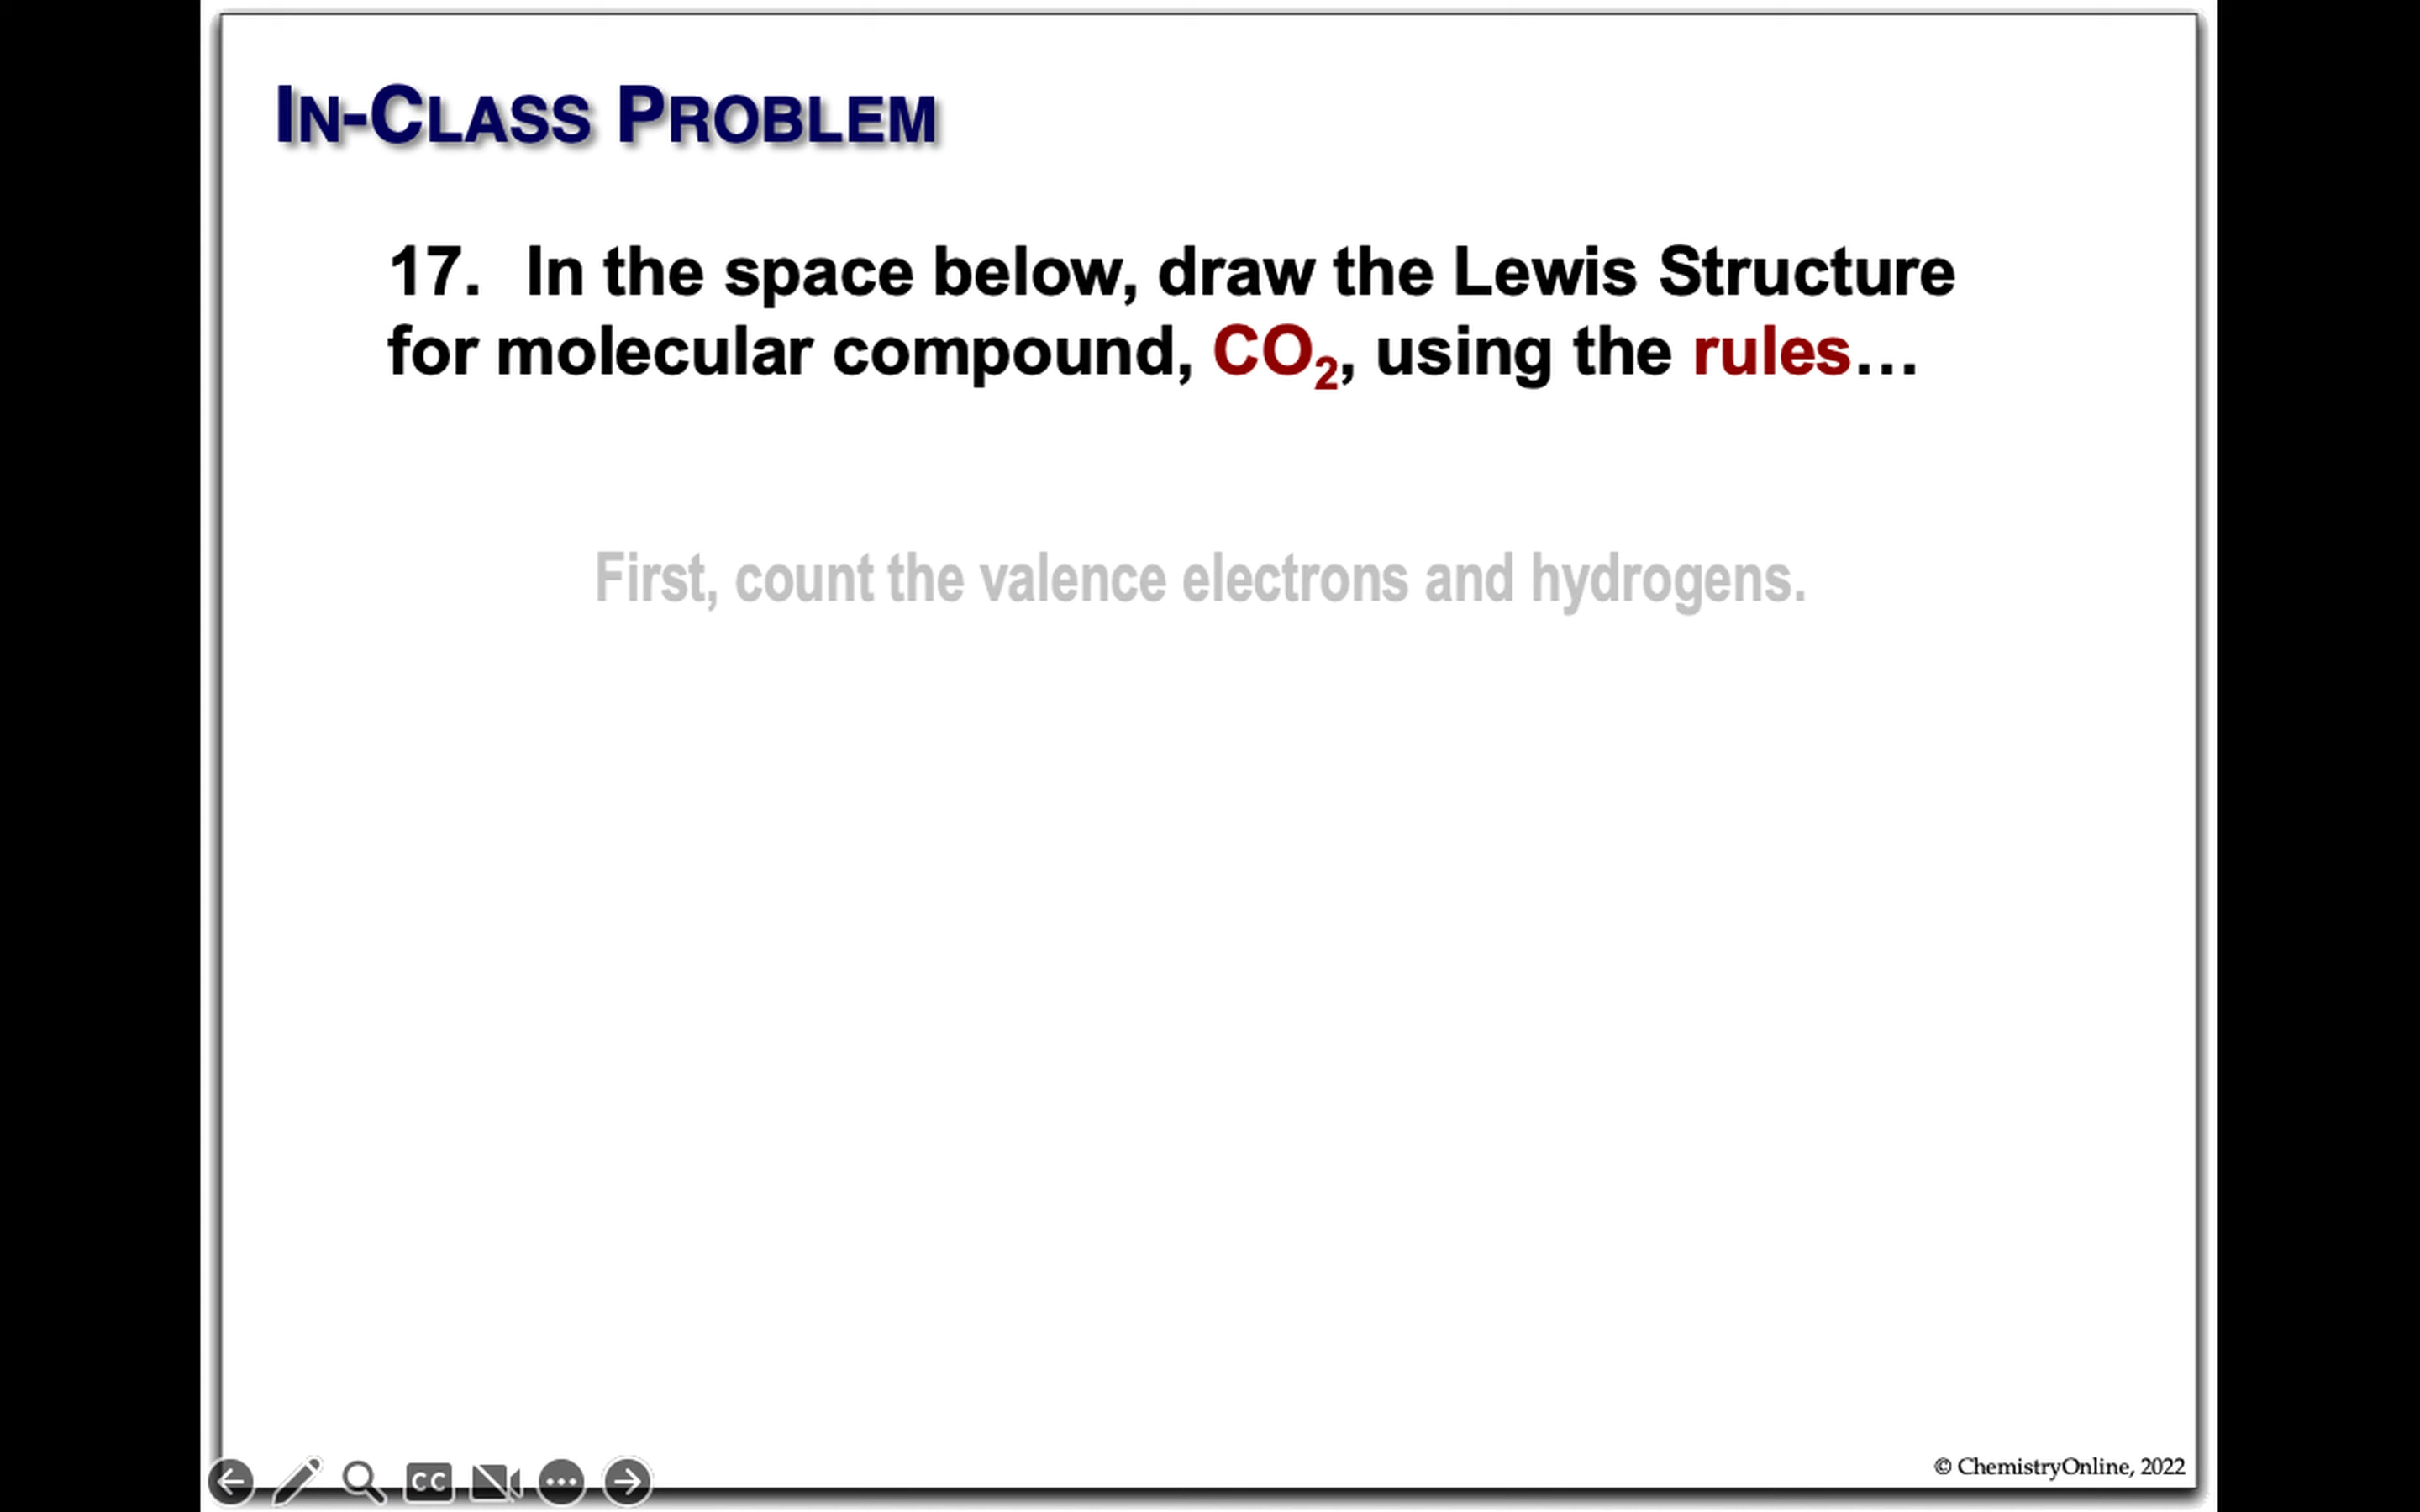 IN-CLASS PROBLEM
17. In the space below, draw the Lewis Structure
for molecular compound, CO₂, using the rules...
First, count the valence electrons and hydrogens.
© ChemistryOnline, 2022
CC